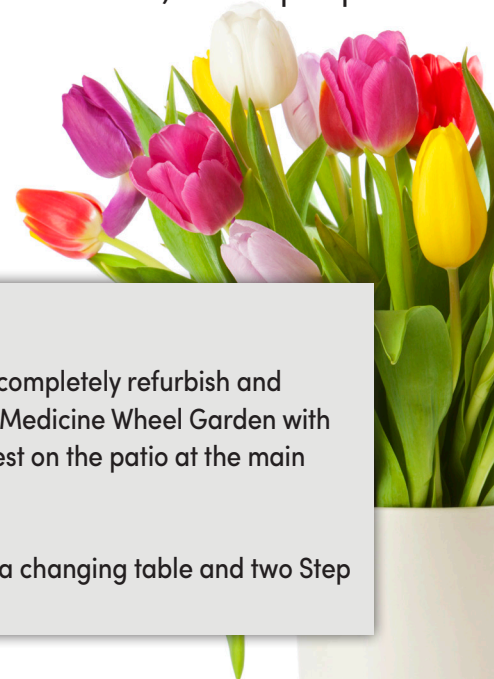 completely refurbish and
Medicine Wheel Garden with
est on the patio at the main
a changing table and two Step